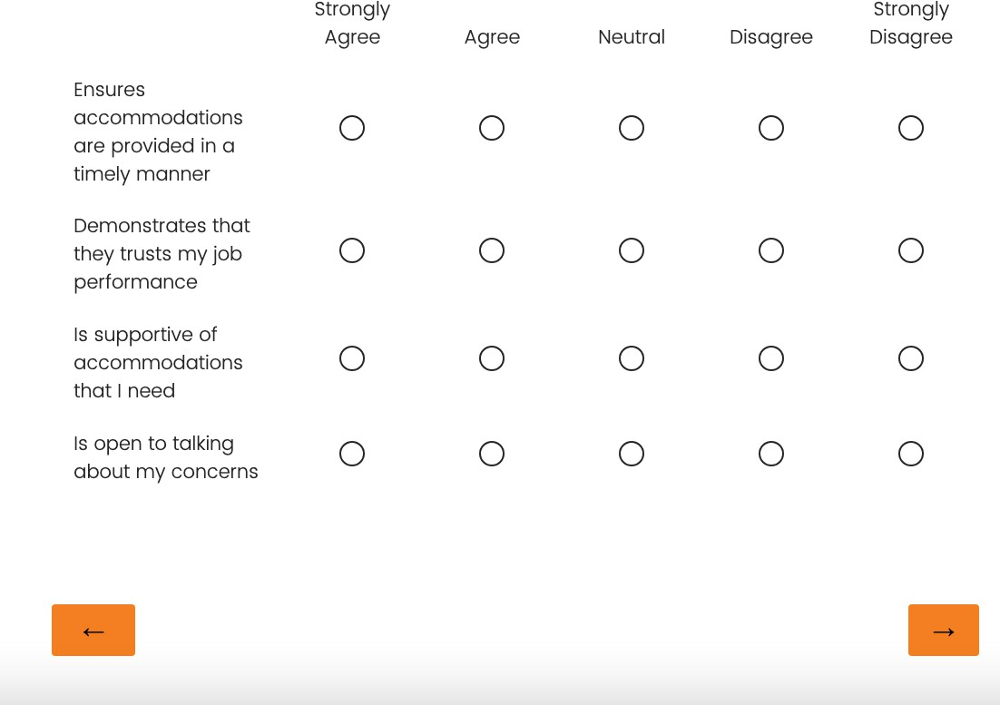 Strongly Agree
Agree
Neutral
Disagree
Strongly Disagree
Ensures
accommodations
are provided in a
timely manner
Demonstrates that
they trusts my job
performance
Is supportive of
accommodations
that I need
Is open to talking
about my concerns
←
→